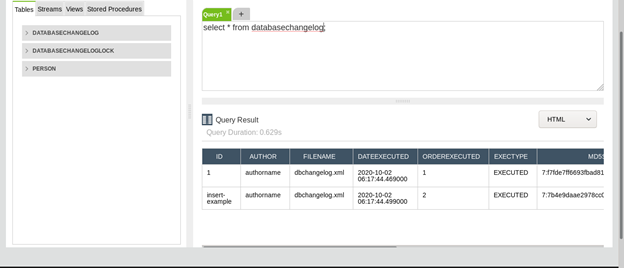 Tables Streams Views Stored Procedures
DATABASECHANGELOG
DATABASECHANGELOGLOCK
PERSON
Query1 × +
select * from databasechangelog;
Query Result
HTML
Query Duration: 0.629s
ID AUTHOR FILENAME DATEEXECUTED ORDEREXECUTED EXECTYPE MD5
1 authorname dbchangelog.xml 2020-10-02 06:17:44.469000 1 EXECUTED 7:f7fde7ff6693fbad81
insert-example authorname dbchangelog.xml 2020-10-02 06:17:44.499000 2 EXECUTED 7:7b4e9daae2978cc0